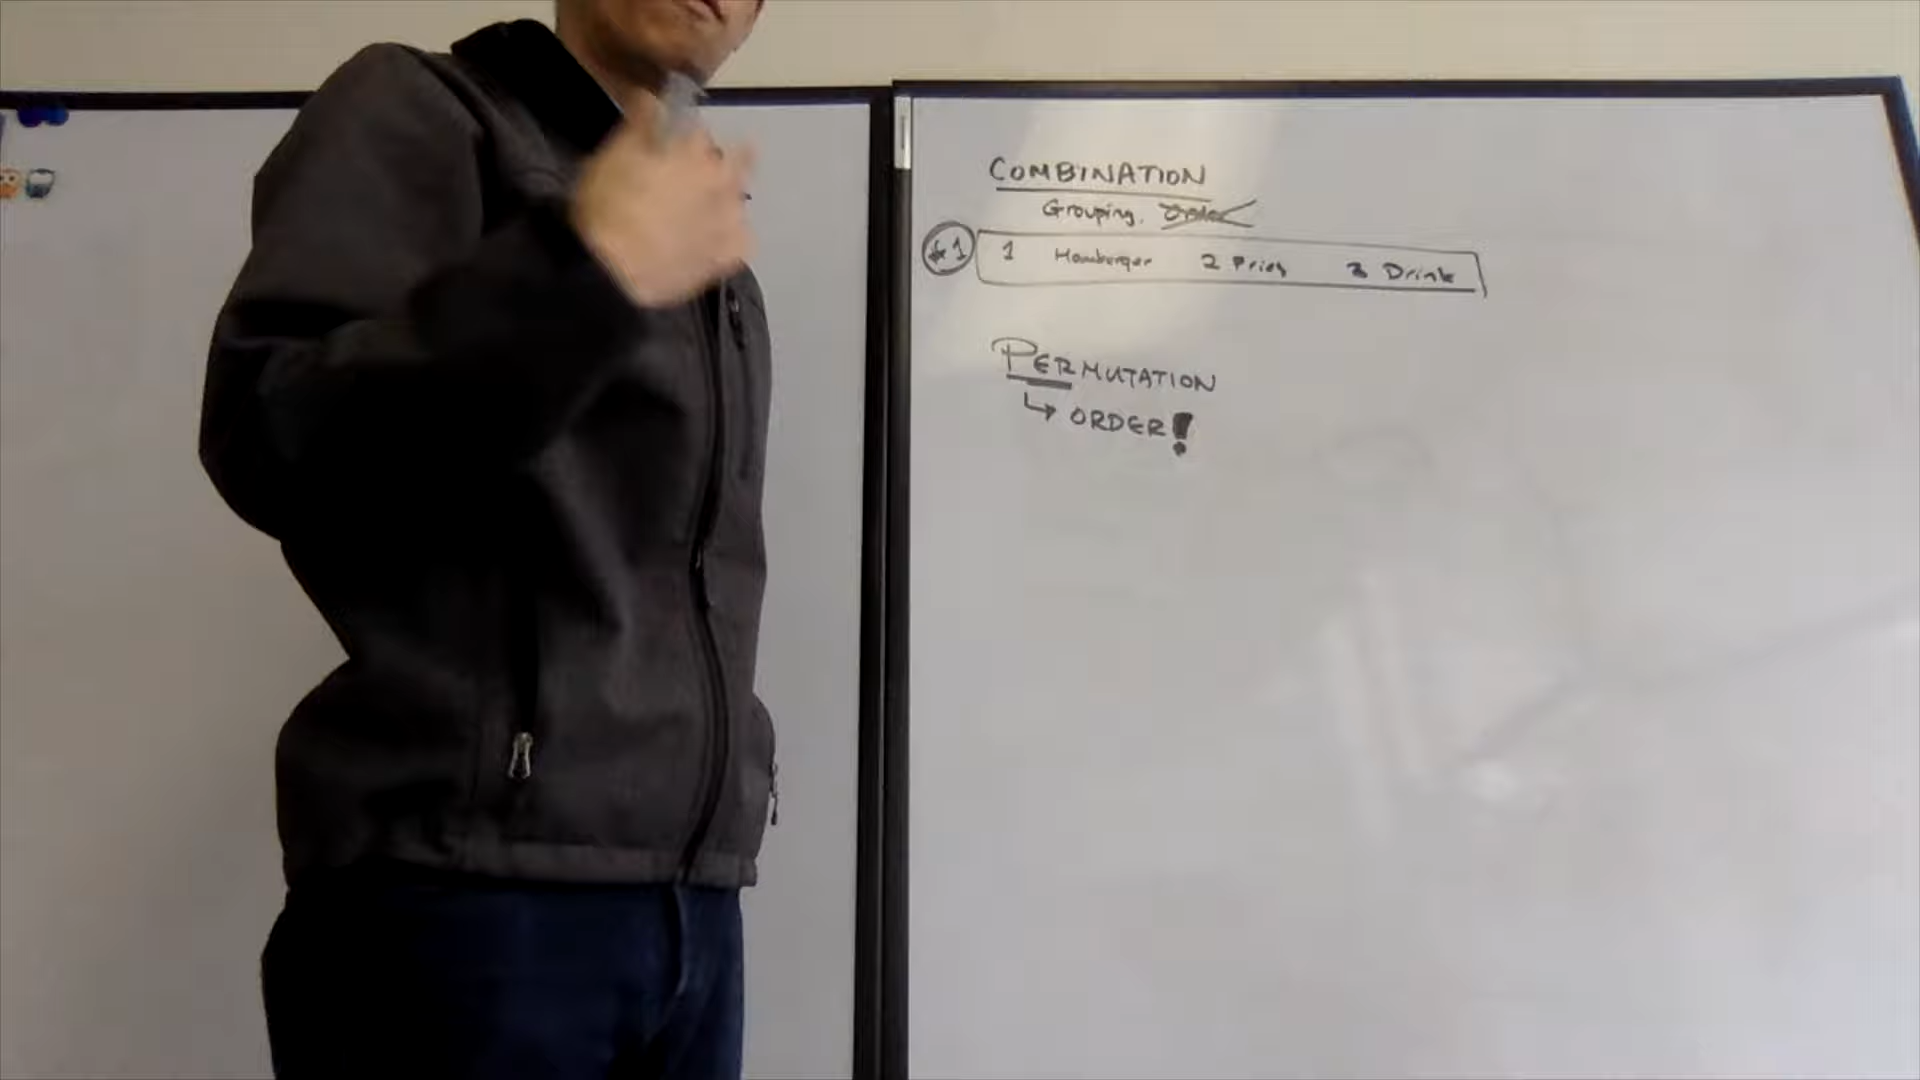 COMBINATION
Grouping, Order
#1 1 Hamburger 2 Fries 3 Drink
PERMUTATION
↳ ORDER!